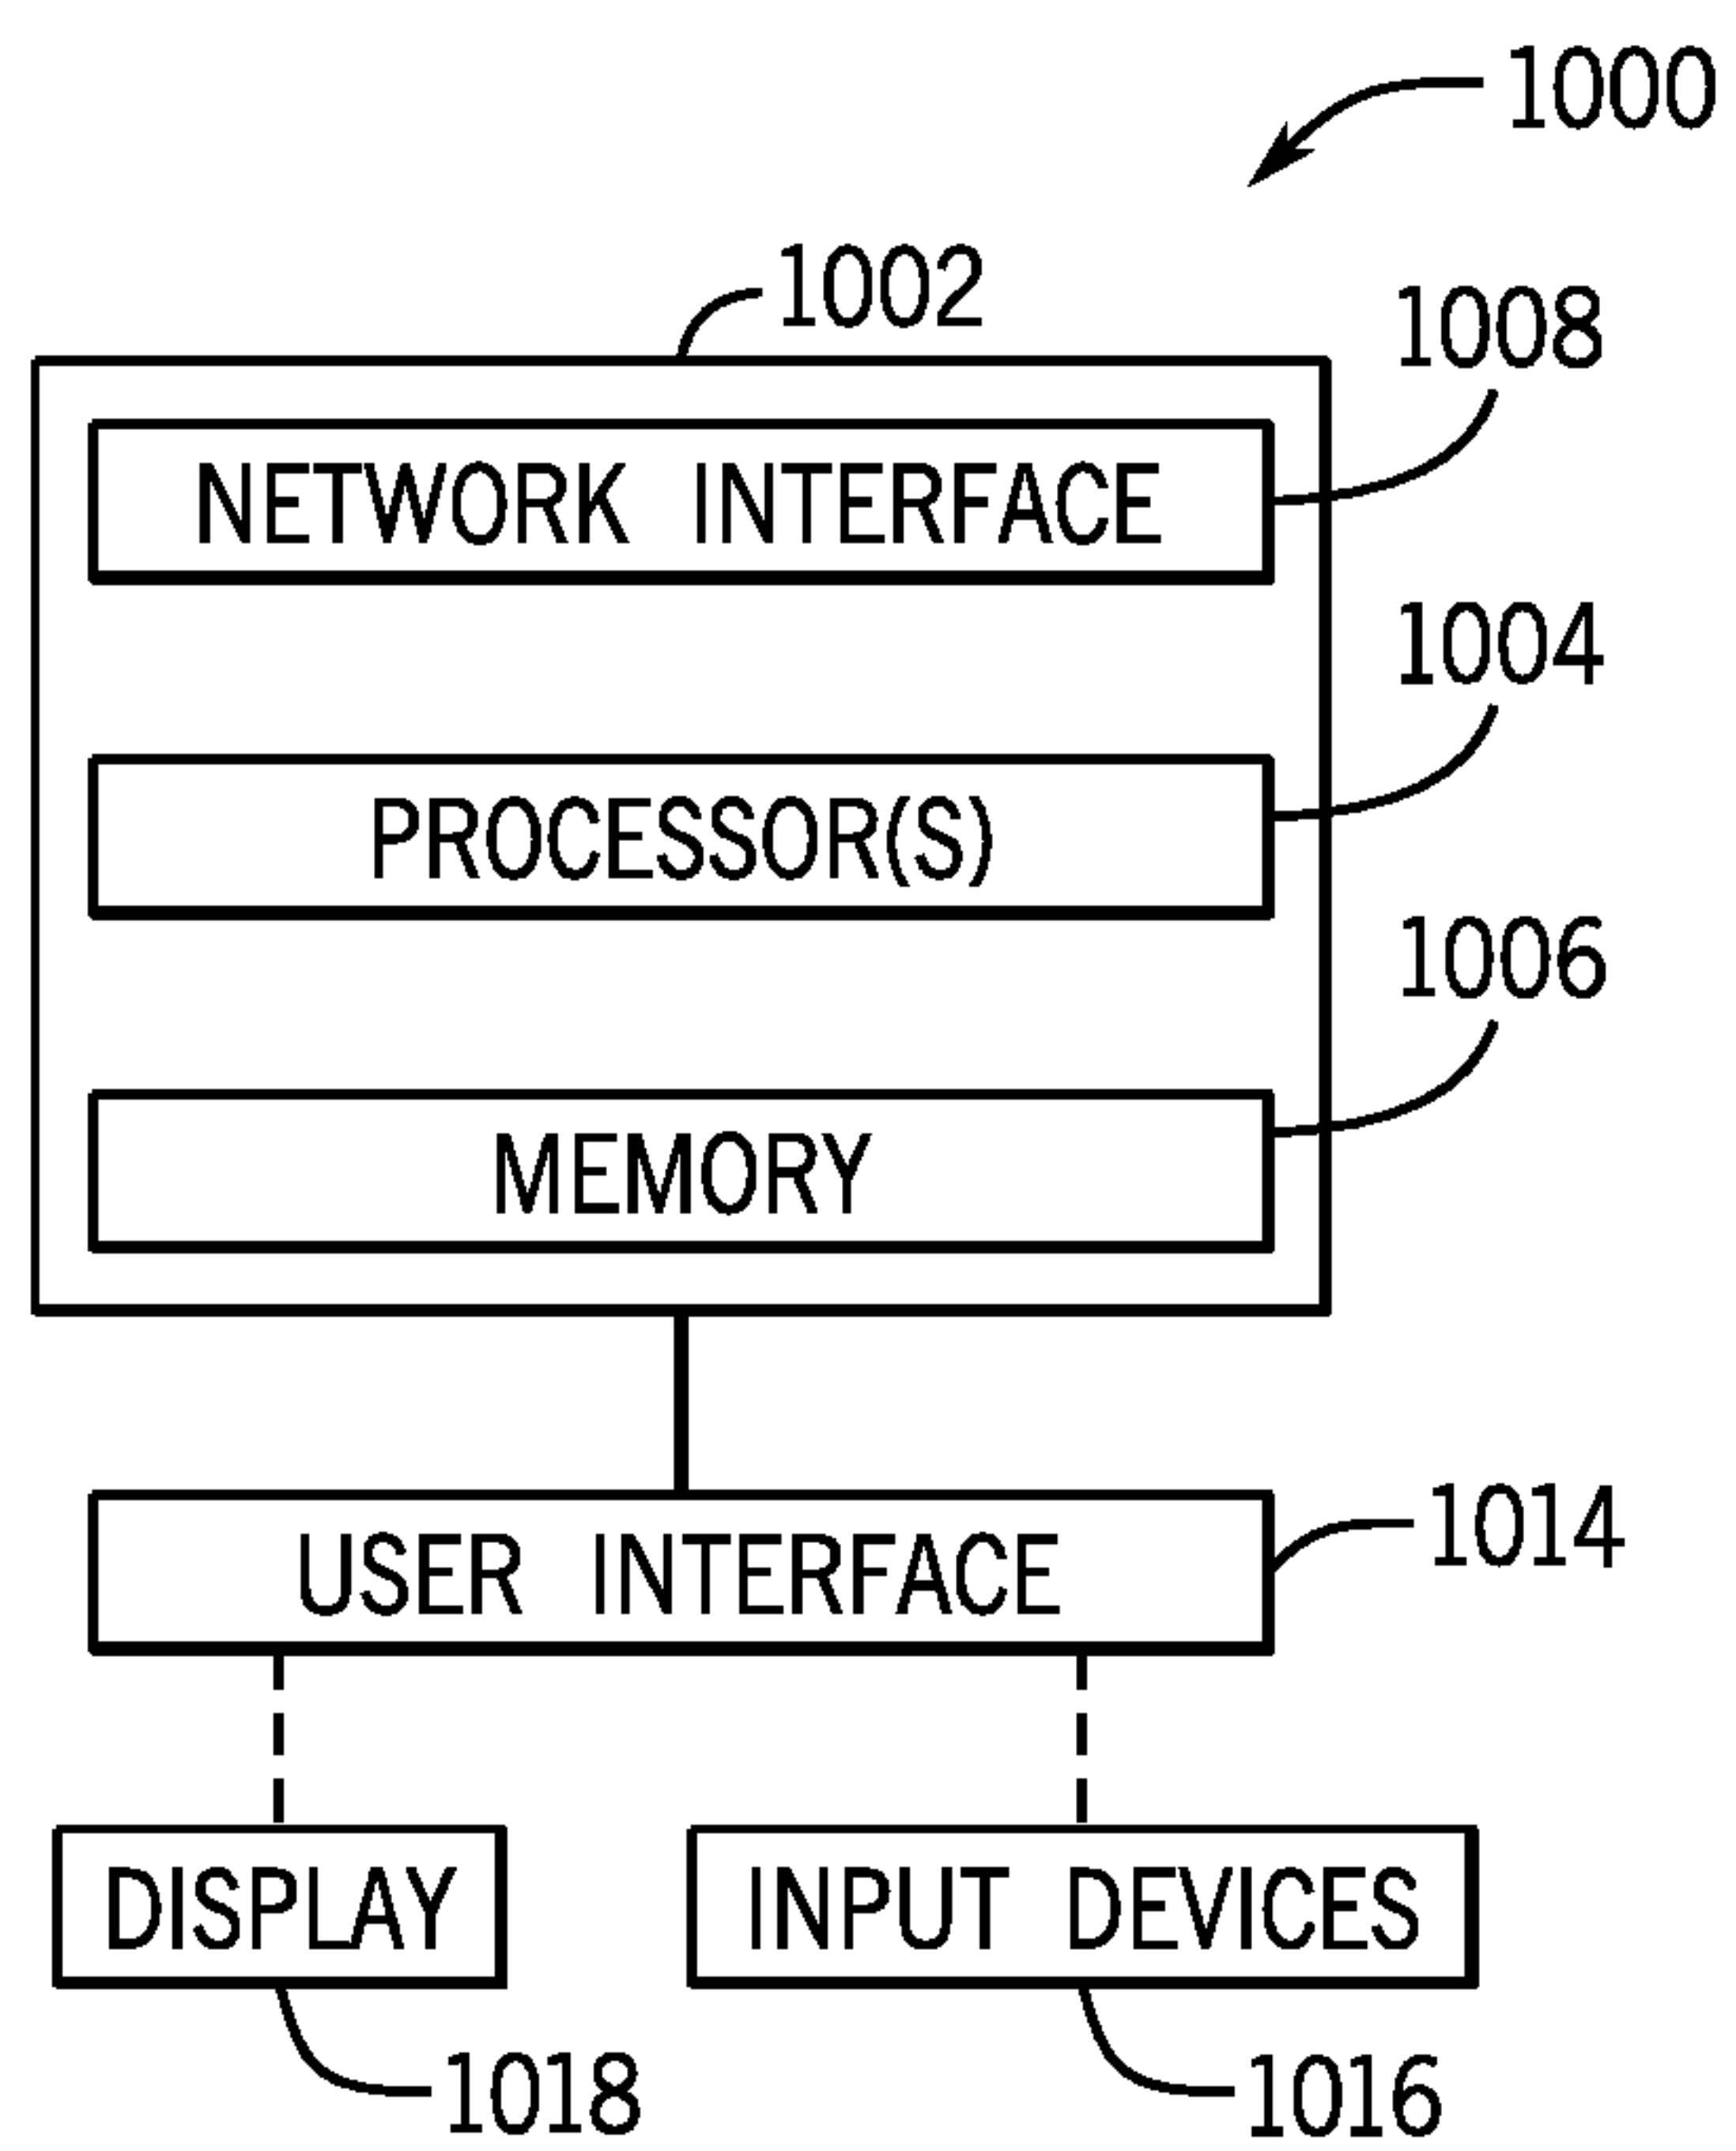 1000
1002
1008
NETWORK INTERFACE
1004
PROCESSOR(S)
1006
MEMORY
1014
USER INTERFACE
DISPLAY
INPUT DEVICES
1018
1016